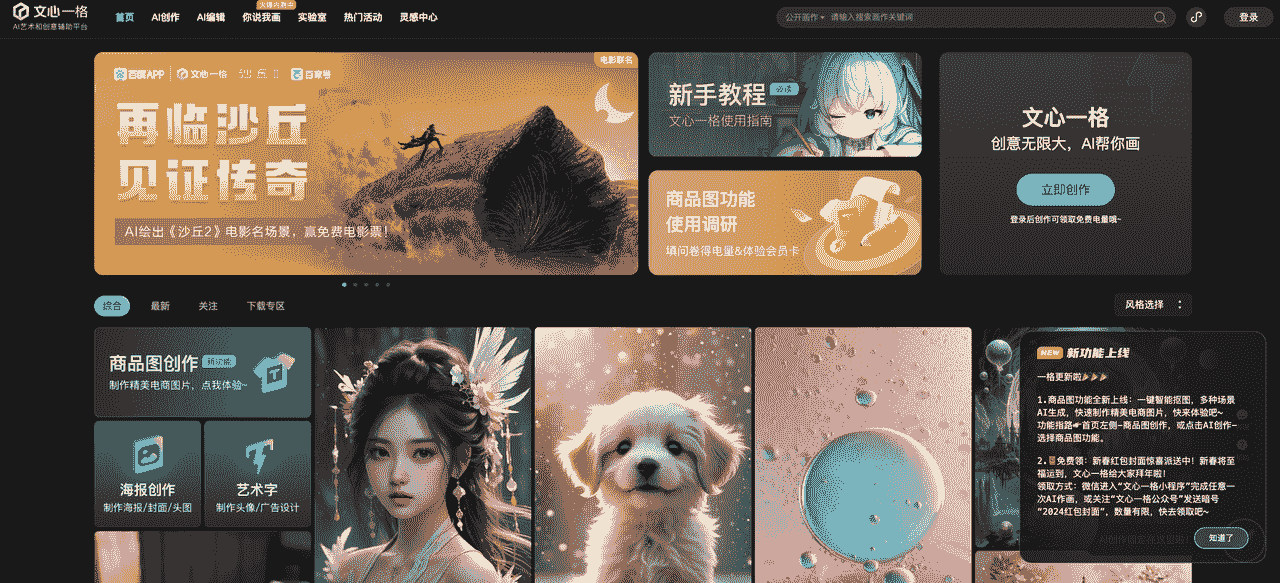 文心一格
AI艺术和创意辅助平台
首页
AI创作
AI编辑
你说我画
火爆内测中
实验室
热门活动
灵感中心
公开画作
请输入搜索画作关键词
登录
百度APP
文心一格
百家号
电影联名
再临沙丘
见证传奇
AI绘出《沙丘2》电影名场景，赢免费电影票！
新手教程
必读
文心一格使用指南
商品图功能
使用调研
填问卷得电量&体验会员卡
文心一格
创意无限大，AI帮你画
立即创作
登录后创作可领取免费电量哦~
综合
最新
关注
下载专区
风格选择
商品图创作
新功能
制作精美电商图片，点我体验~
海报创作
制作海报/封面/头图
艺术字
制作头像/广告设计
NEW 新功能上线
一格更新啦
1.商品图功能全新上线：一键智能抠图，多种场景
AI生成，快速制作精美电商图片，快来体验吧~
功能指路 首页左侧-商品图创作，或点击AI创作-
选择商品图功能。
2. 免费领：新春红包封面惊喜派送中！新春将至
福运到，文心一格给大家拜年啦！
领取方式：微信进入“文心一格小程序”完成任意一
次AI作画，或关注“文心一格公众号”发送暗号
“2024红包封面”，数量有限，快去领取吧~
知道了